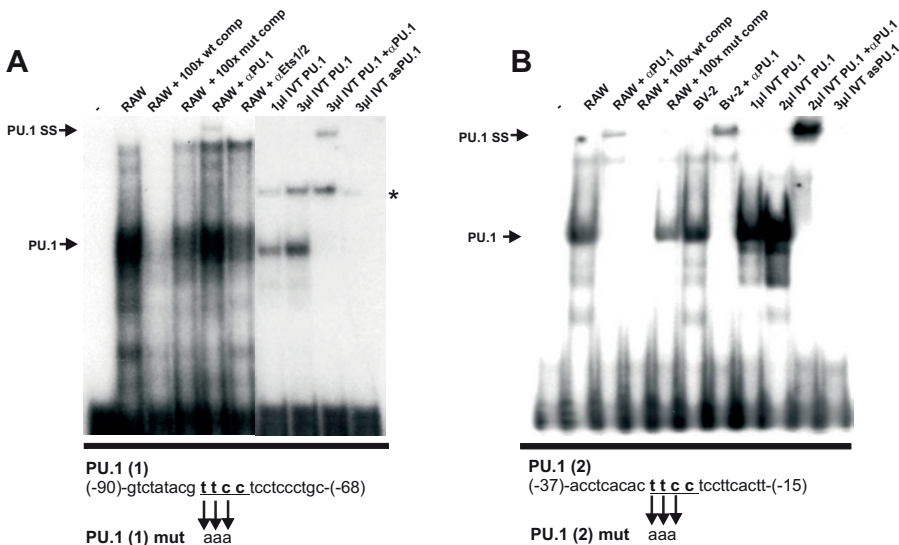 A
-
RAW
RAW + 100x wt comp
RAW + 100x mut comp
RAW + αPU.1
RAW + αEts1/2
1µl IVT PU.1
3µl IVT PU.1
3µl IVT PU.1 +αPU.1
3µl IVT asPU.1
PU.1 SS
*
PU.1
PU.1 (1)
(-90)-gtctatacg ttcc tcctccctgc-(-68)
PU.1 (1) mut aaa
B
-
RAW
RAW + αPU.1
RAW + 100x wt comp
RAW + 100x mut comp
BV-2
Bv-2 + αPU.1
1µl IVT PU.1
2µl IVT PU.1
2µl IVT PU.1 +αPU.1
3µl IVT asPU.1
PU.1 SS
PU.1
PU.1 (2)
(-37)-acctcacac ttcc tccttcactt-(-15)
PU.1 (2) mut aaa